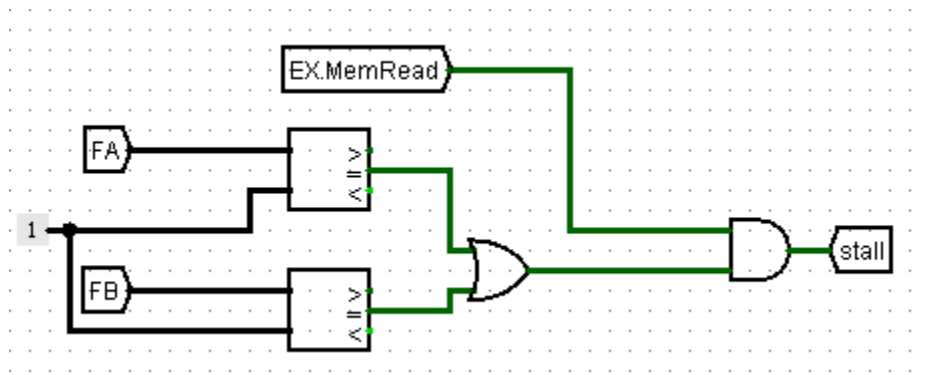 EX.MemRead
FA
>
=
<
1
stall
FB
>
=
<